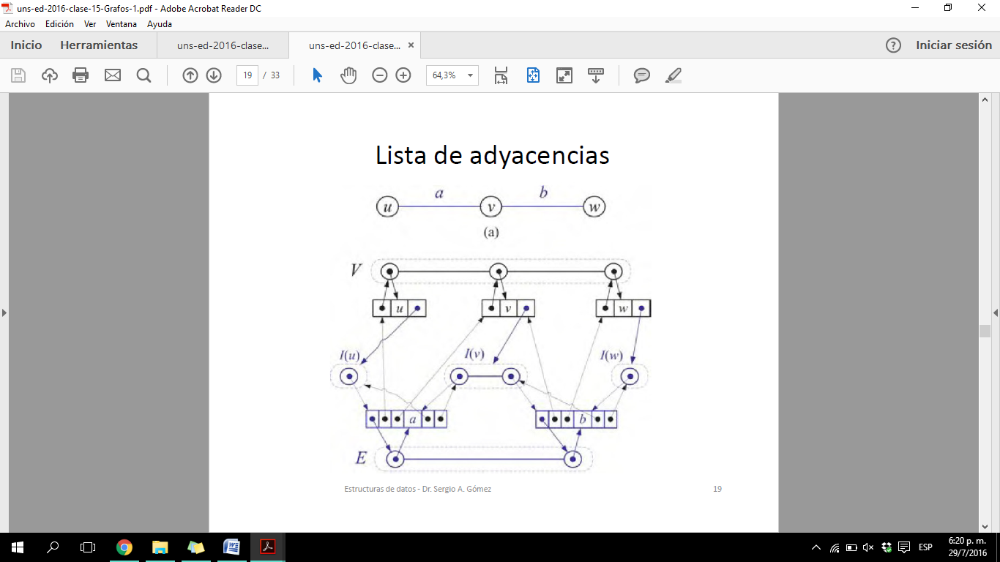 uns-ed-2016-clase-15-Grafos-1.pdf - Adobe Acrobat Reader DC
Archivo Edición Ver Ventana Ayuda
Inicio Herramientas uns-ed-2016-clase... uns-ed-2016-clase... × ? Iniciar sesión
19 / 33 64,3%
Lista de adyacencias
a b
u v w
(a)
V
u v w
I(u) I(v) I(w)
a b
E
Estructuras de datos - Dr. Sergio A. Gómez 19
ESP 6:20 p. m.
29/7/2016